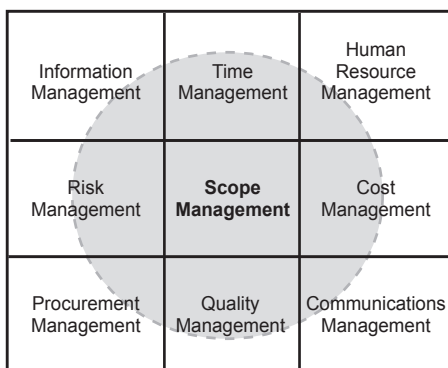 Information
Management
Time
Management
Human
Resource
Management
Risk
Management
Scope
Management
Cost
Management
Procurement
Management
Quality
Management
Communications
Management